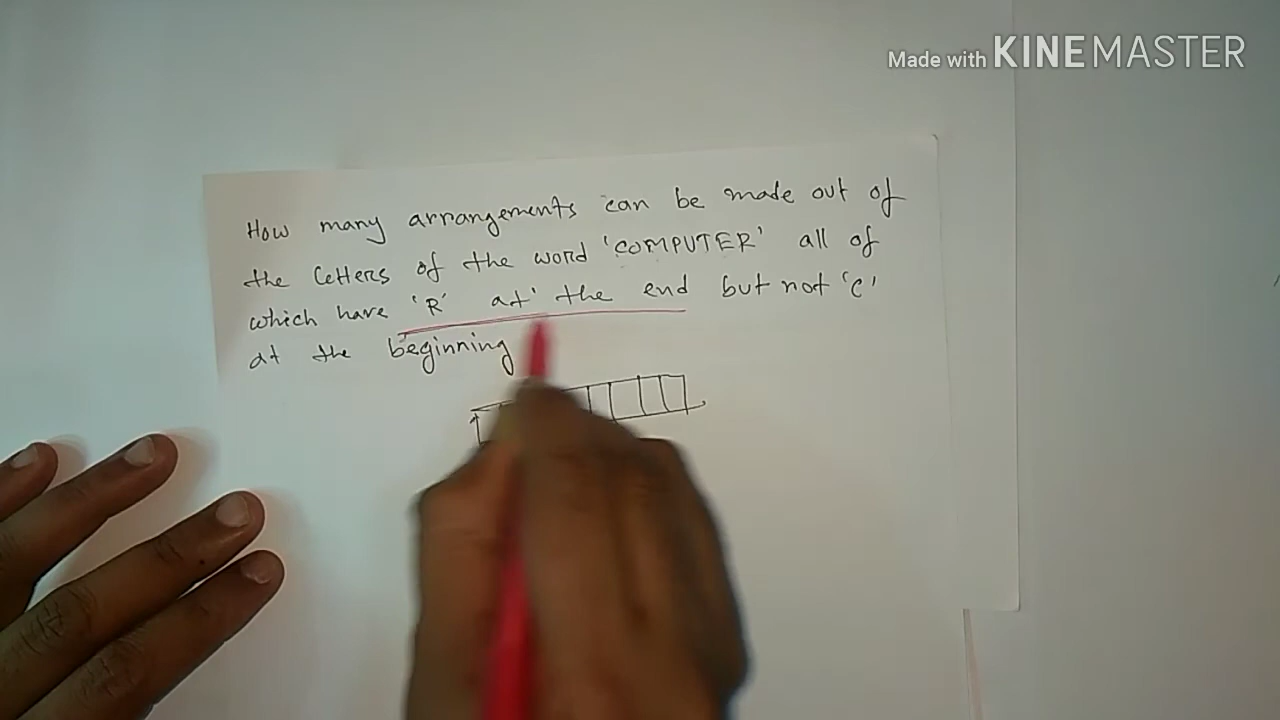 Made with KINEMASTER
How many arrangements can be made out of
the letters of the word 'COMPUTER' all of
which have 'R' at the end but not 'C'
at the beginning